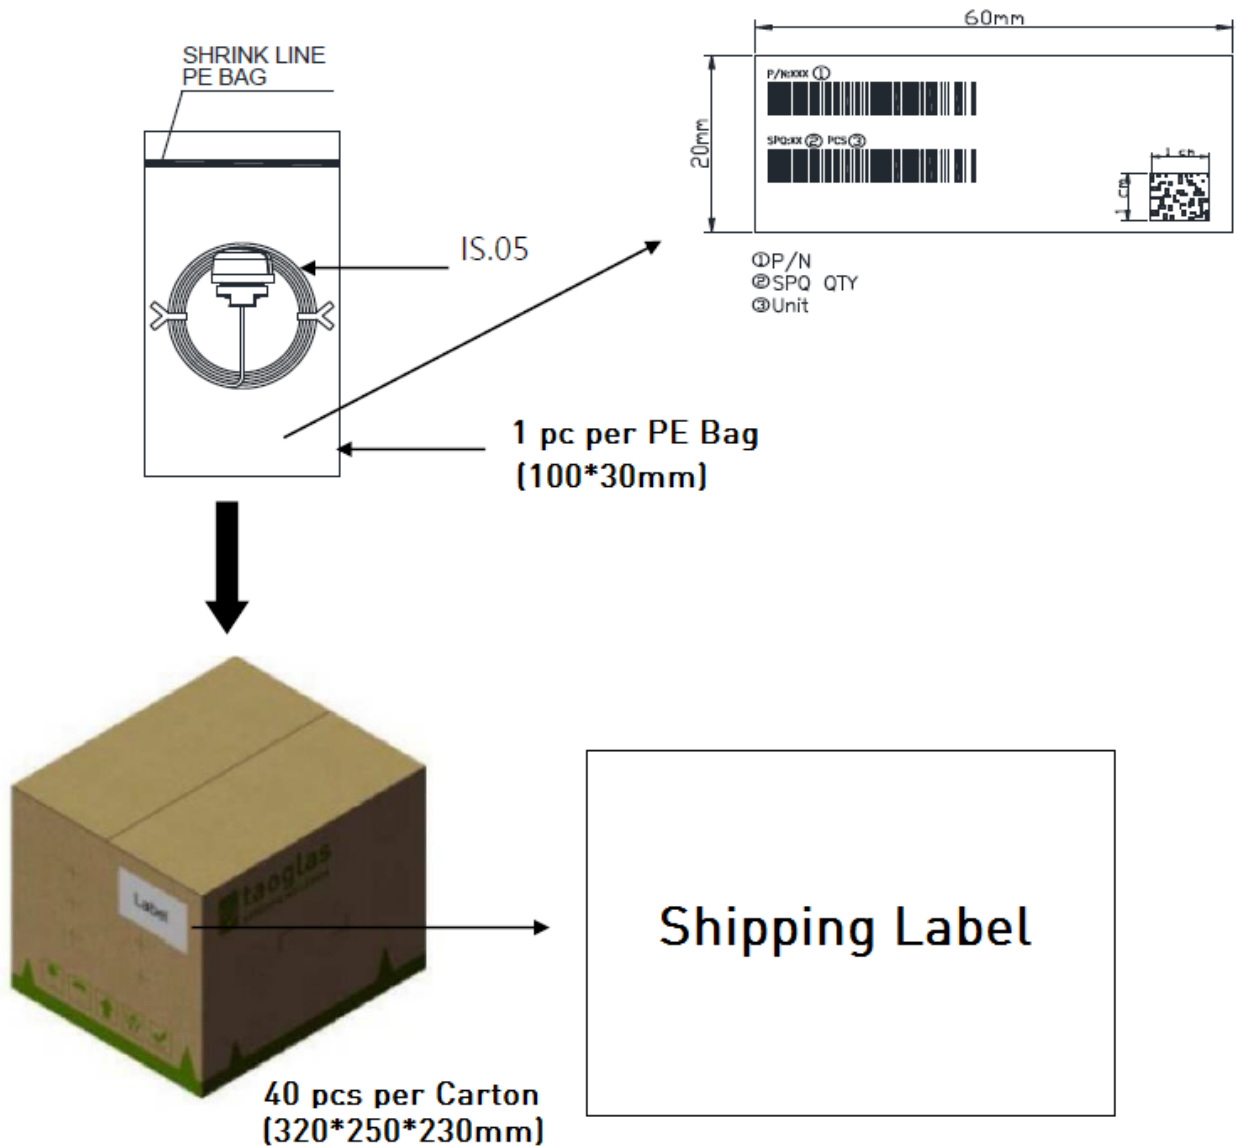 SHRINK LINE
PE BAG
IS.05
1 pc per PE Bag
(100*30mm)
60mm
20mm
P/N:XXX ①
SPQ:XX ② PCS ③
1 cm
1 cm
①P/N
②SPQ QTY
③Unit
taoglas
Label
40 pcs per Carton
(320*250*230mm)
Shipping Label